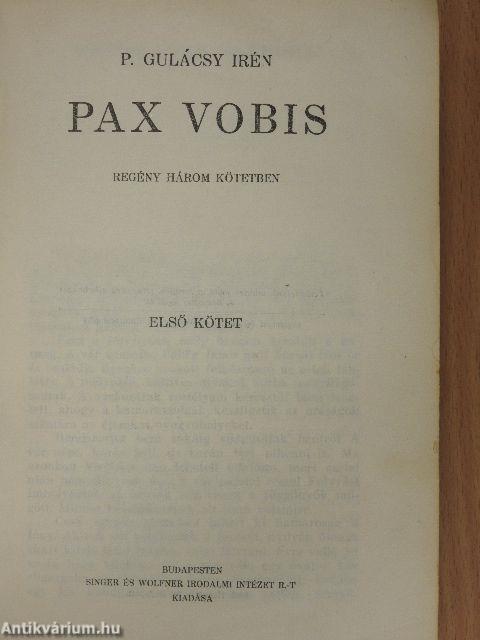 P. GULÁCSY IRÉN
PAX VOBIS
REGÉNY HÁROM KÖTETBEN
ELSŐ KÖTET
BUDAPESTEN
SINGER ÉS WOLFNER IRODALMI INTÉZET R.-T
KIADÁSA
Antikvárium.hu